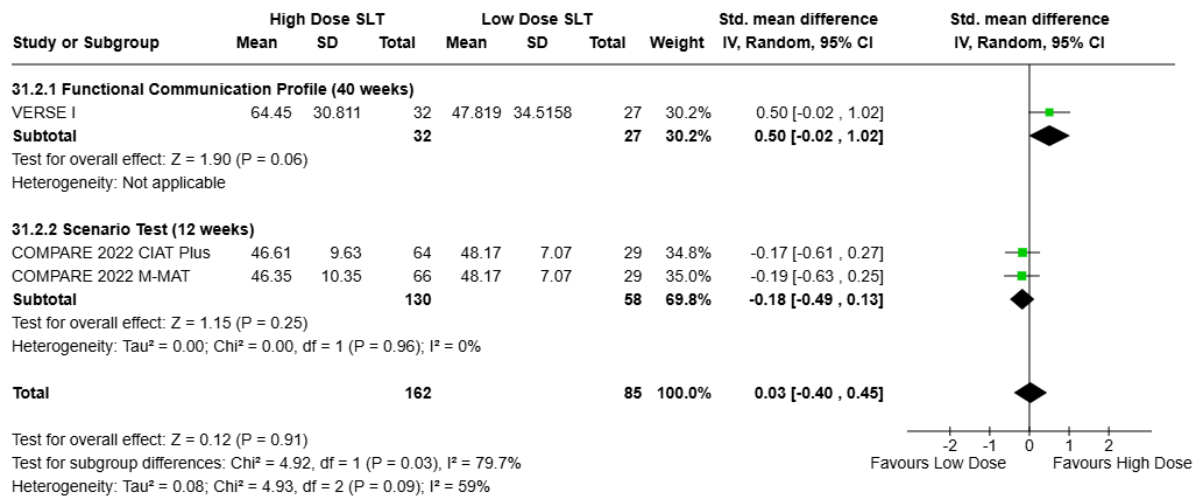 High Dose SLT Low Dose SLT Std. mean difference Std. mean difference
Study or Subgroup Mean SD Total Mean SD Total Weight IV, Random, 95% CI IV, Random, 95% CI
31.2.1 Functional Communication Profile (40 weeks)
VERSE I 64.45 30.811 32 47.819 34.5158 27 30.2% 0.50 [-0.02 , 1.02]
Subtotal 32 27 30.2% 0.50 [-0.02 , 1.02]
Test for overall effect: Z = 1.90 (P = 0.06)
Heterogeneity: Not applicable
31.2.2 Scenario Test (12 weeks)
COMPARE 2022 CIAT Plus 46.61 9.63 64 48.17 7.07 29 34.8% -0.17 [-0.61 , 0.27]
COMPARE 2022 M-MAT 46.35 10.35 66 48.17 7.07 29 35.0% -0.19 [-0.63 , 0.25]
Subtotal 130 58 69.8% -0.18 [-0.49 , 0.13]
Test for overall effect: Z = 1.15 (P = 0.25)
Heterogeneity: Tau² = 0.00; Chi² = 0.00, df = 1 (P = 0.96); I² = 0%
Total 162 85 100.0% 0.03 [-0.40 , 0.45]
Test for overall effect: Z = 0.12 (P = 0.91)
Test for subgroup differences: Chi² = 4.92, df = 1 (P = 0.03), I² = 79.7%
Heterogeneity: Tau² = 0.08; Chi² = 4.93, df = 2 (P = 0.09); I² = 59%
-2 -1 0 1 2
Favours Low Dose Favours High Dose